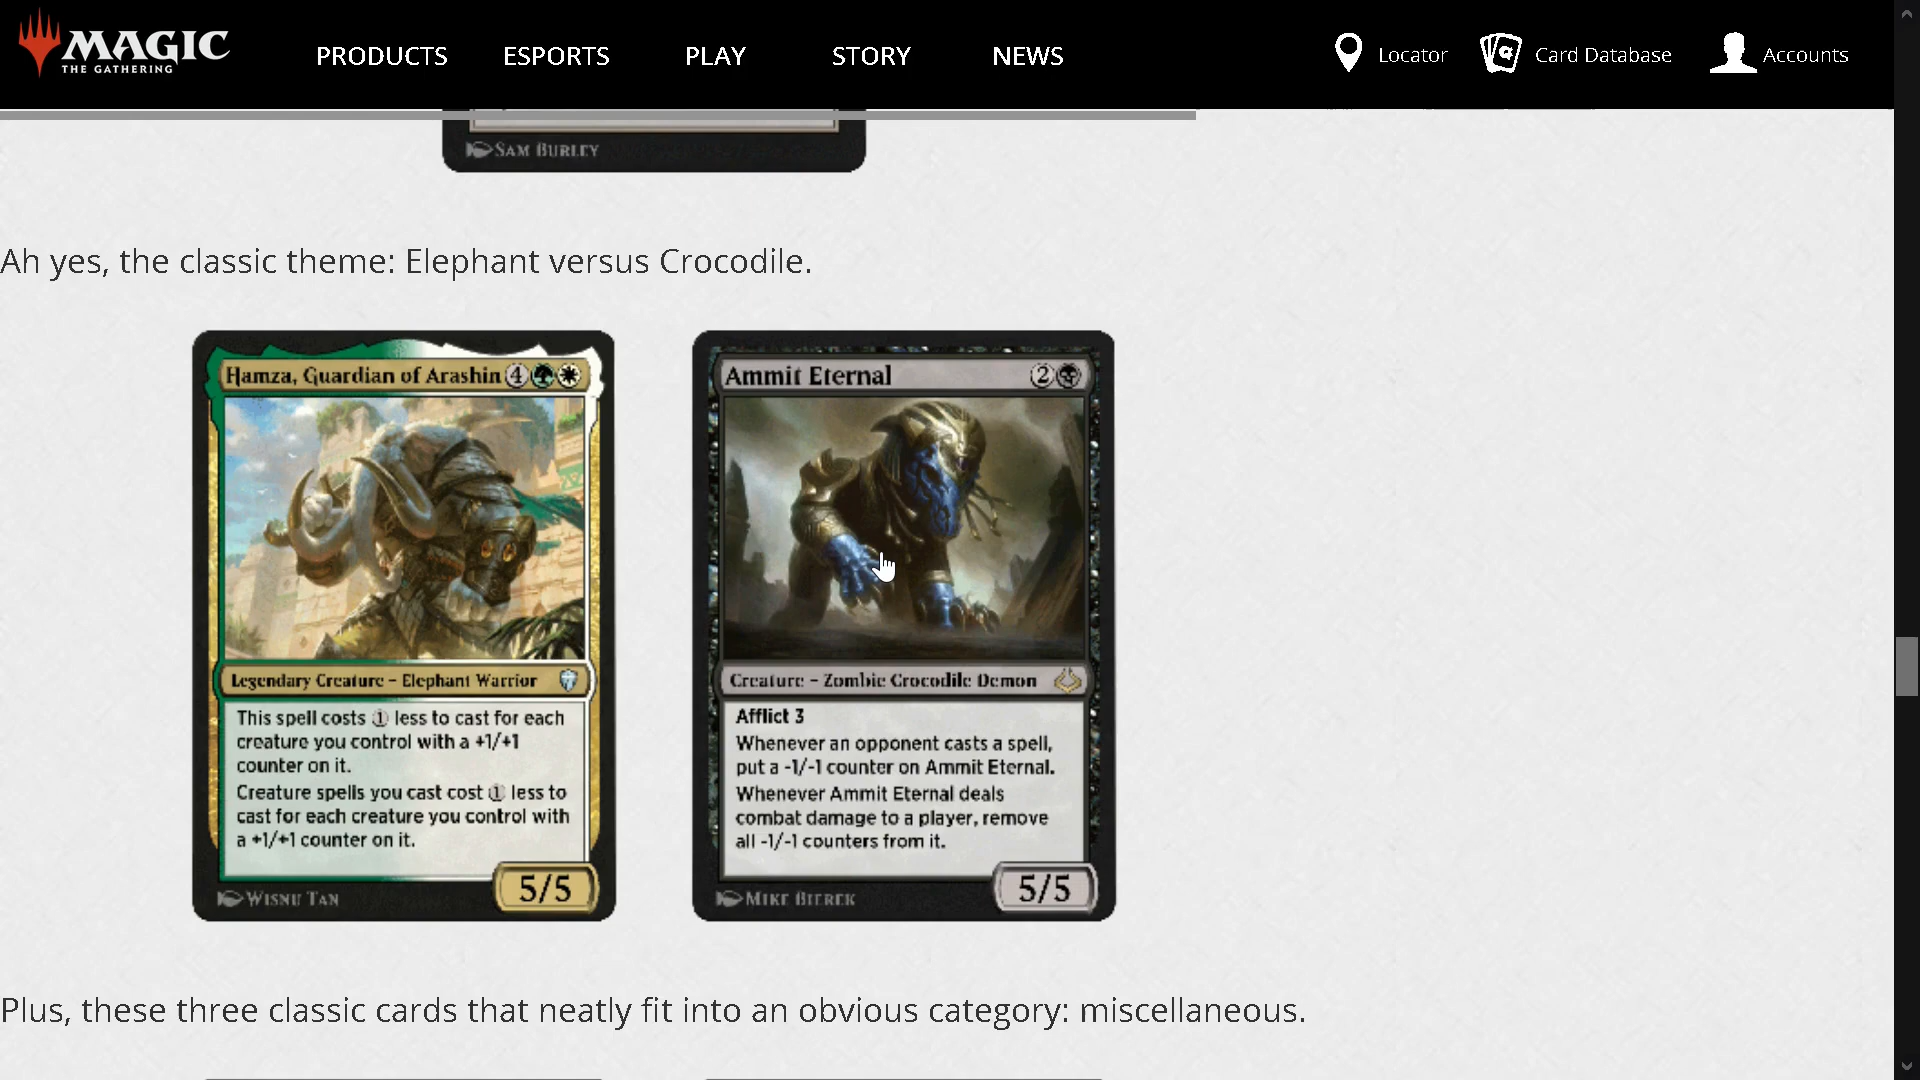 MAGIC
THE GATHERING
PRODUCTS
ESPORTS
PLAY
STORY
NEWS
Locator
Card Database
Accounts
SAM BURLEY
Ah yes, the classic theme: Elephant versus Crocodile.
Hamza, Guardian of Arashin 4
Legendary Creature – Elephant Warrior
This spell costs 1 less to cast for each
creature you control with a +1/+1
counter on it.
Creature spells you cast cost 1 less to
cast for each creature you control with
a +1/+1 counter on it.
WISNU TAN
5/5
Ammit Eternal 2
Creature – Zombie Crocodile Demon
Afflict 3
Whenever an opponent casts a spell,
put a -1/-1 counter on Ammit Eternal.
Whenever Ammit Eternal deals
combat damage to a player, remove
all -1/-1 counters from it.
MIKE BIEREK
5/5
Plus, these three classic cards that neatly fit into an obvious category: miscellaneous.